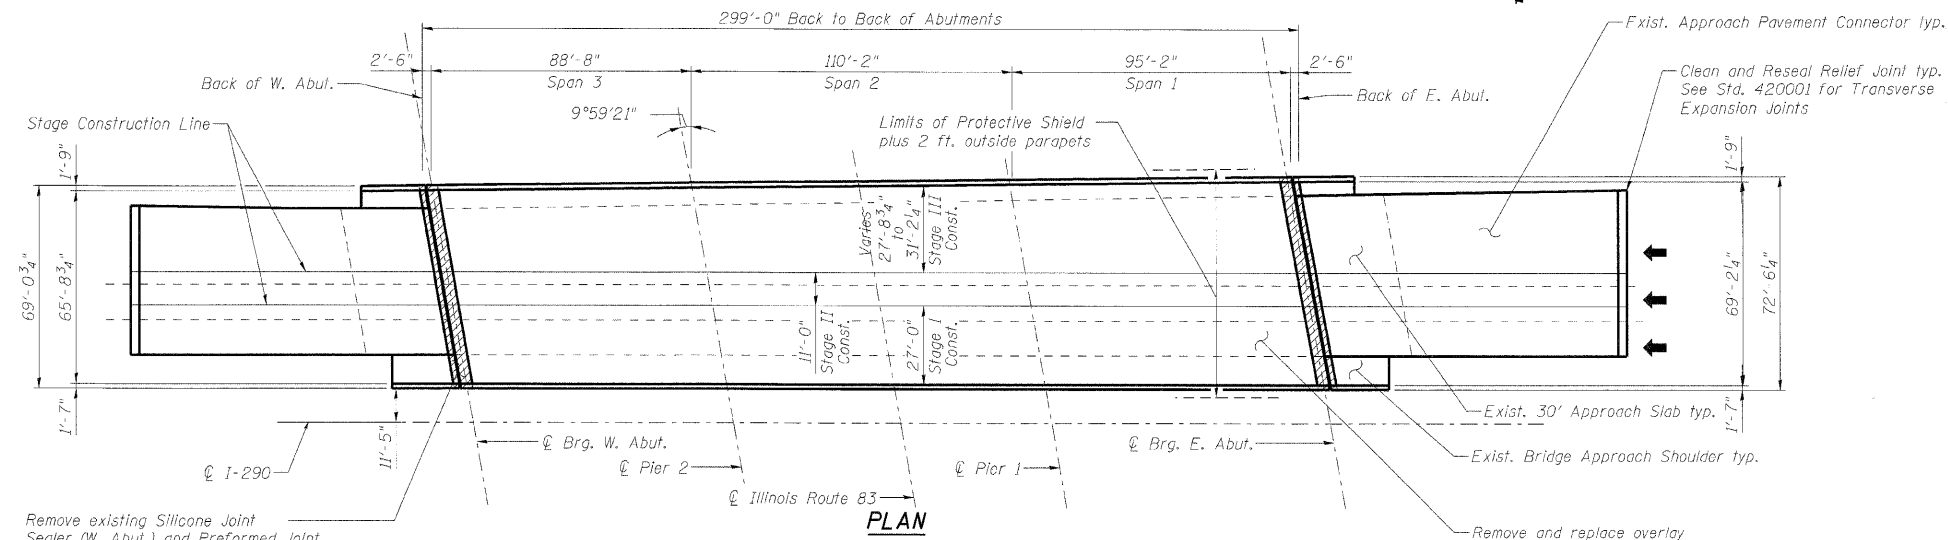 299'-0" Back to Back of Abutments
Exist. Approach Pavement Connector typ.
2'-6"
88'-8"
110'-2"
95'-2"
2'-6"
Span 3
Span 2
Span 1
Back of W. Abut.
Back of E. Abut.
Clean and Reseal Relief Joint typ.
See Std. 420001 for Transverse
Expansion Joints
9°59'21"
Stage Construction Line
Limits of Protective Shield
plus 2 ft. outside parapets
1'-9"
1'-9"
Varies
27'-8¾"
to
31'-2¼"
Stage III
Const.
69'-0¾"
65'-8¾"
69'-2¼"
72'-6¼"
11'-0"
Stage II
Const.
27'-0"
Stage I
Const.
1'-7"
1'-7"
11'-5"
Exist. 30' Approach Slab typ.
℄ Brg. W. Abut.
℄ Brg. E. Abut.
℄ I-290
℄ Pier 2
℄ Pier 1
Exist. Bridge Approach Shoulder typ.
℄ Illinois Route 83
PLAN
Remove existing Silicone Joint
Sealer (W. Abut.) and Preformed Joint
Remove and replace overlay